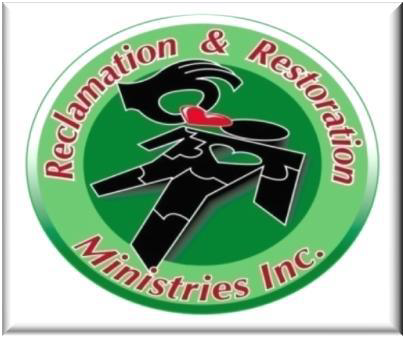 Reclamation & Restoration
Ministries Inc.